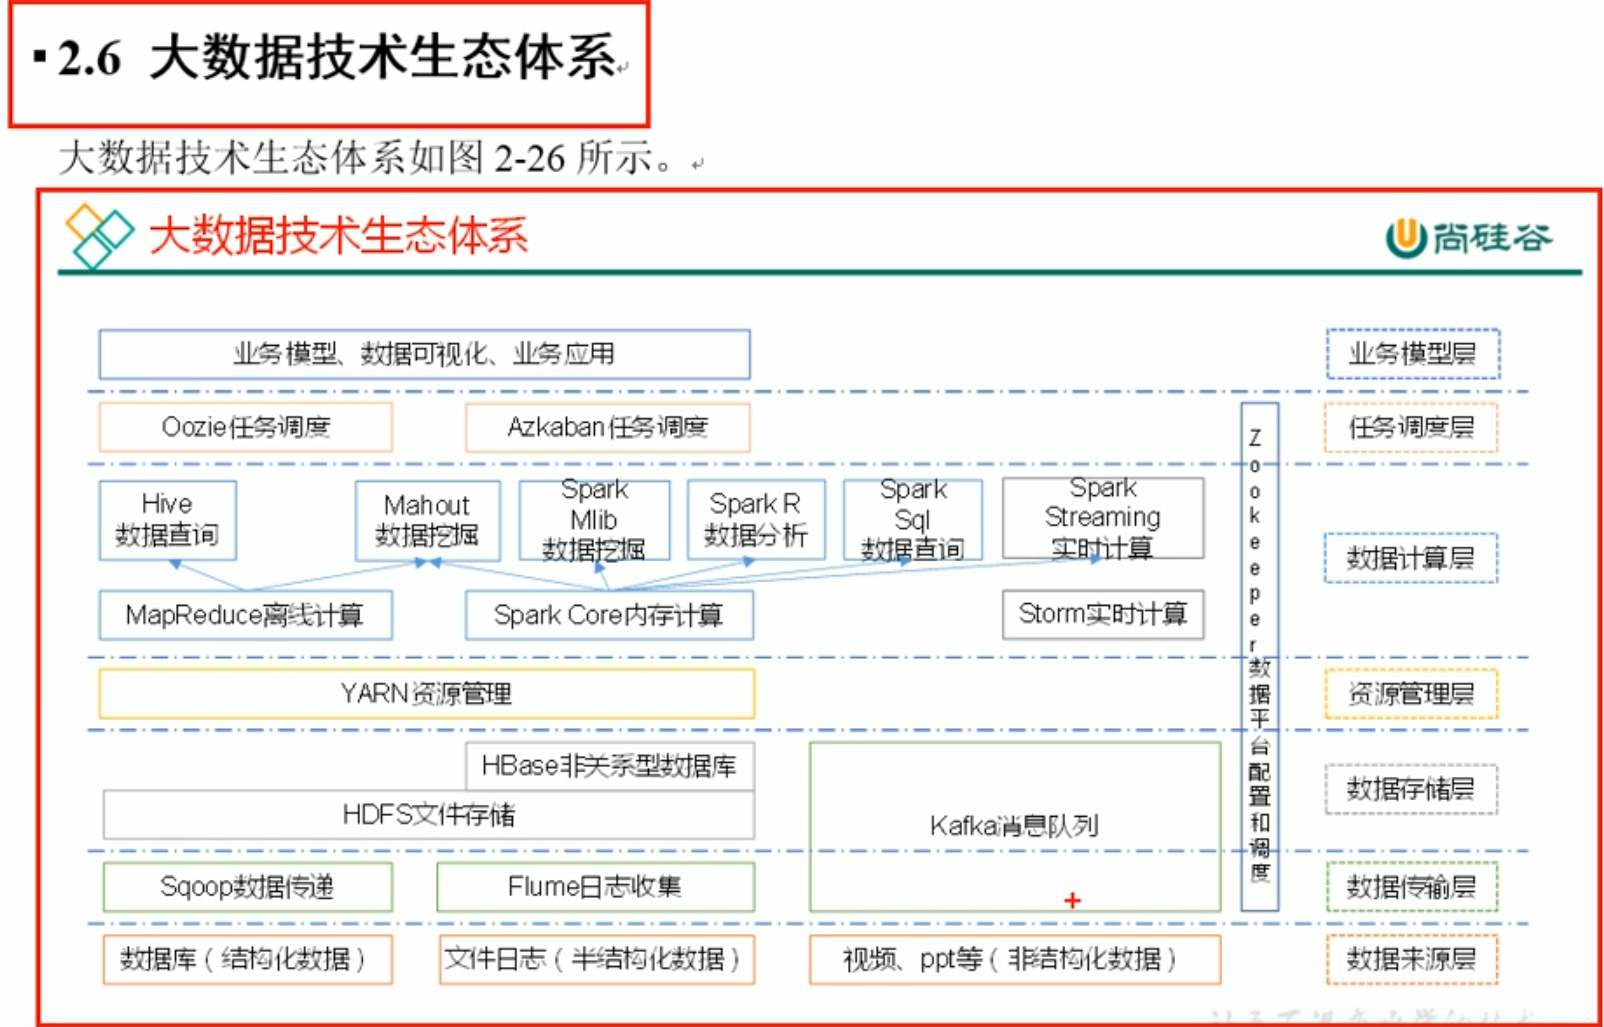 ▪2.6 大数据技术生态体系
大数据技术生态体系如图 2-26 所示。
大数据技术生态体系
尚硅谷
业务模型、数据可视化、业务应用
业务模型层
Oozie任务调度
Azkaban任务调度
任务调度层
Hive
数据查询
Mahout
数据挖掘
Spark
Mlib
数据挖掘
Spark R
数据分析
Spark
Sql
数据查询
Spark
Streaming
实时计算
数据计算层
MapReduce离线计算
Spark Core内存计算
Storm实时计算
Zookeeper数据平台配置和调度
YARN资源管理
资源管理层
HBase非关系型数据库
HDFS文件存储
Kafka消息队列
数据存储层
Sqoop数据传递
Flume日志收集
数据传输层
数据库（结构化数据）
文件日志（半结构化数据）
视频、ppt等（非结构化数据）
数据来源层